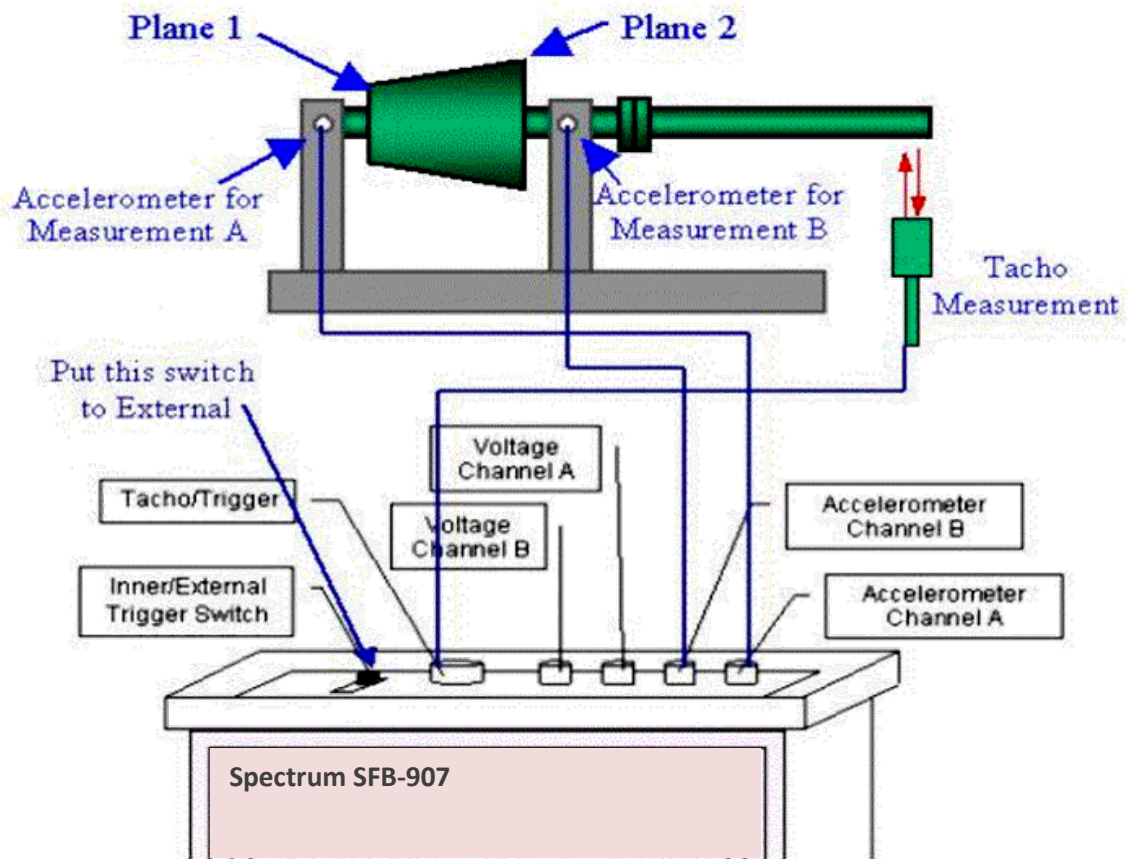 Plane 1
Plane 2
Accelerometer for
Measurement A
Accelerometer for
Measurement B
Tacho
Measurement
Put this switch
to External
Voltage
Channel A
Tacho/Trigger
Voltage
Channel B
Accelerometer
Channel B
Inner/External
Trigger Switch
Accelerometer
Channel A
Spectrum SFB-907